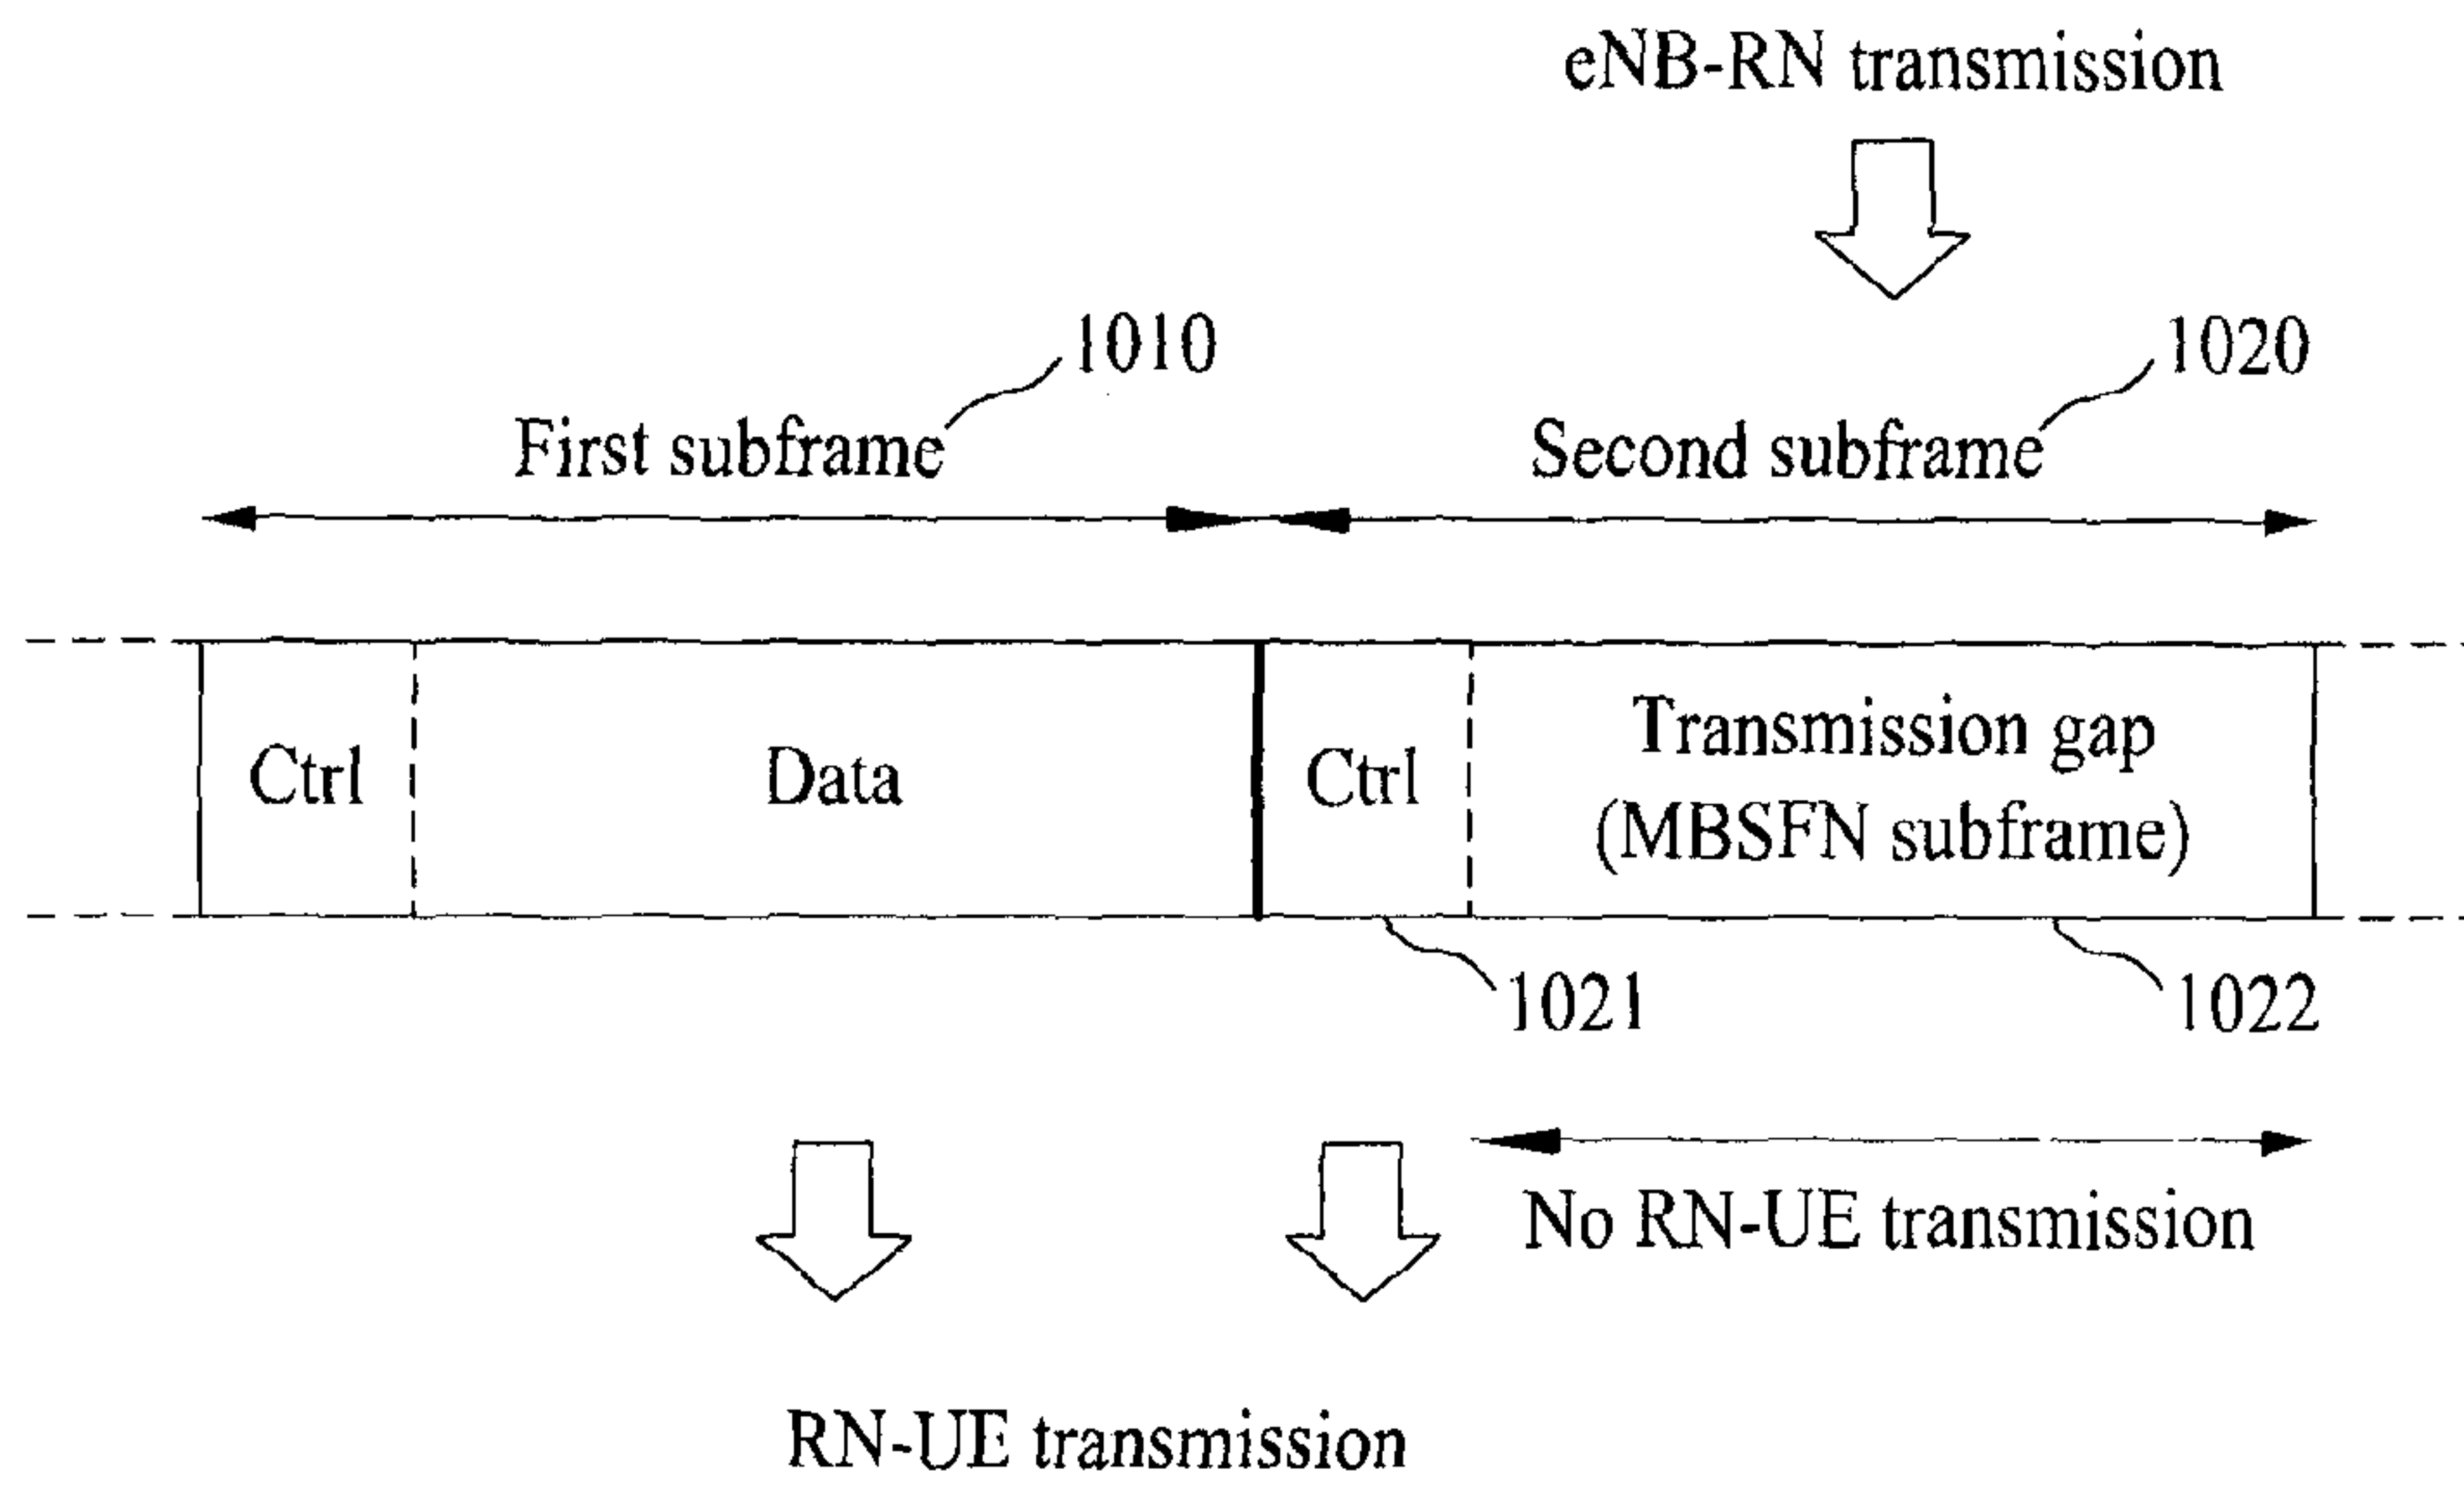 eNB-RN transmission
1010
1020
First subframe
Second subframe
Ctrl
Data
Ctrl
Transmission gap
(MBSFN subframe)
1021
1022
No RN-UE transmission
RN-UE transmission